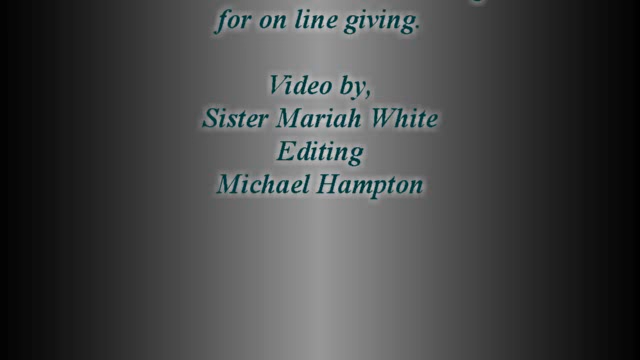 for on line giving.
Video by,
Sister Mariah White
Editing
Michael Hampton